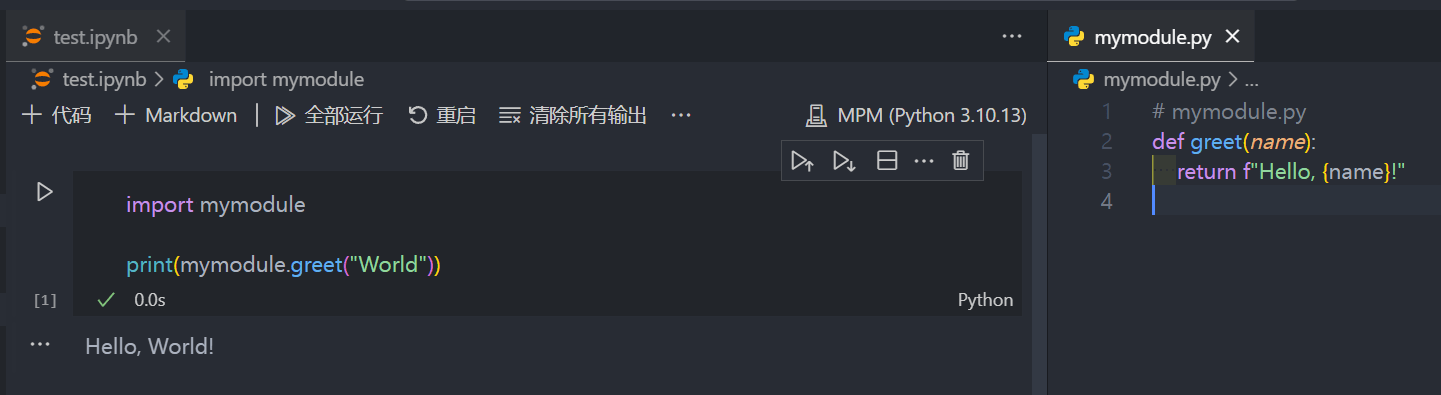 test.ipynb
test.ipynb > import mymodule
+ 代码 + Markdown 全部运行 重启 清除所有输出 ... MPM (Python 3.10.13)
import mymodule
print(mymodule.greet("World"))
[1] 0.0s Python
Hello, World!
mymodule.py
mymodule.py > ...
1 # mymodule.py
2 def greet(name):
3 return f"Hello, {name}!"
4